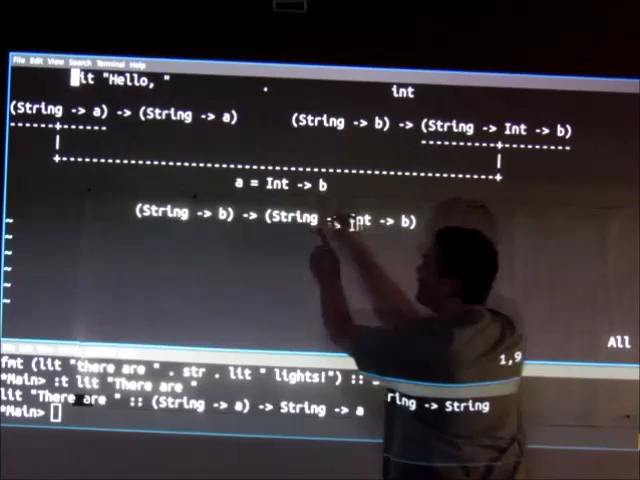 File Edit View Search Terminal Help
lit "Hello, " . int
(String -> a) -> (String -> a) (String -> b) -> (String -> Int -> b)
a = Int -> b
(String -> b) -> (String -> Int -> b)
~
~
~
~
~
~
1,9 All
fmt (lit "there are " . str . lit " lights!") ::
ring -> String
*Main> :t lit "There are "
lit "There are " :: (String -> a) -> String -> a
*Main>